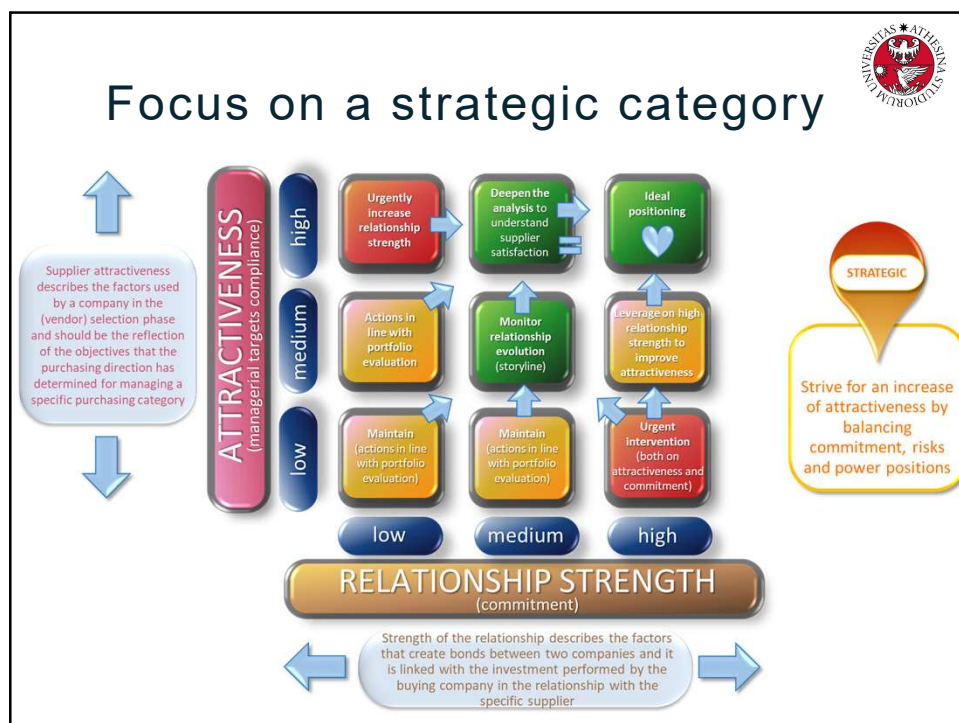 UNIVERSITAS ATHESINA STUDIORUM
Focus on a strategic category
Supplier attractiveness
describes the factors used
by a company in the
(vendor) selection phase
and should be the reflection
of the objectives that the
purchasing direction has
determined for managing a
specific purchasing category
ATTRACTIVENESS
(managerial targets compliance)
high
Urgently
increase
relationship
strength
Deepen the
analysis to
understand
supplier
satisfaction
Ideal
positioning
medium
Actions in
line with
portfolio
evaluation
Monitor
relationship
evolution
(storyline)
Leverage on high
relationship
strength to
improve
attractiveness
low
Maintain
(actions in line
with portfolio
evaluation)
Maintain
(actions in line
with portfolio
evaluation)
Urgent
intervention
(both on
attractiveness and
commitment)
low
medium
high
RELATIONSHIP STRENGTH
(commitment)
Strength of the relationship describes the factors
that create bonds between two companies and it
is linked with the investment performed by the
buying company in the relationship with the
specific supplier
STRATEGIC
Strive for an increase
of attractiveness by
balancing
commitment, risks
and power positions